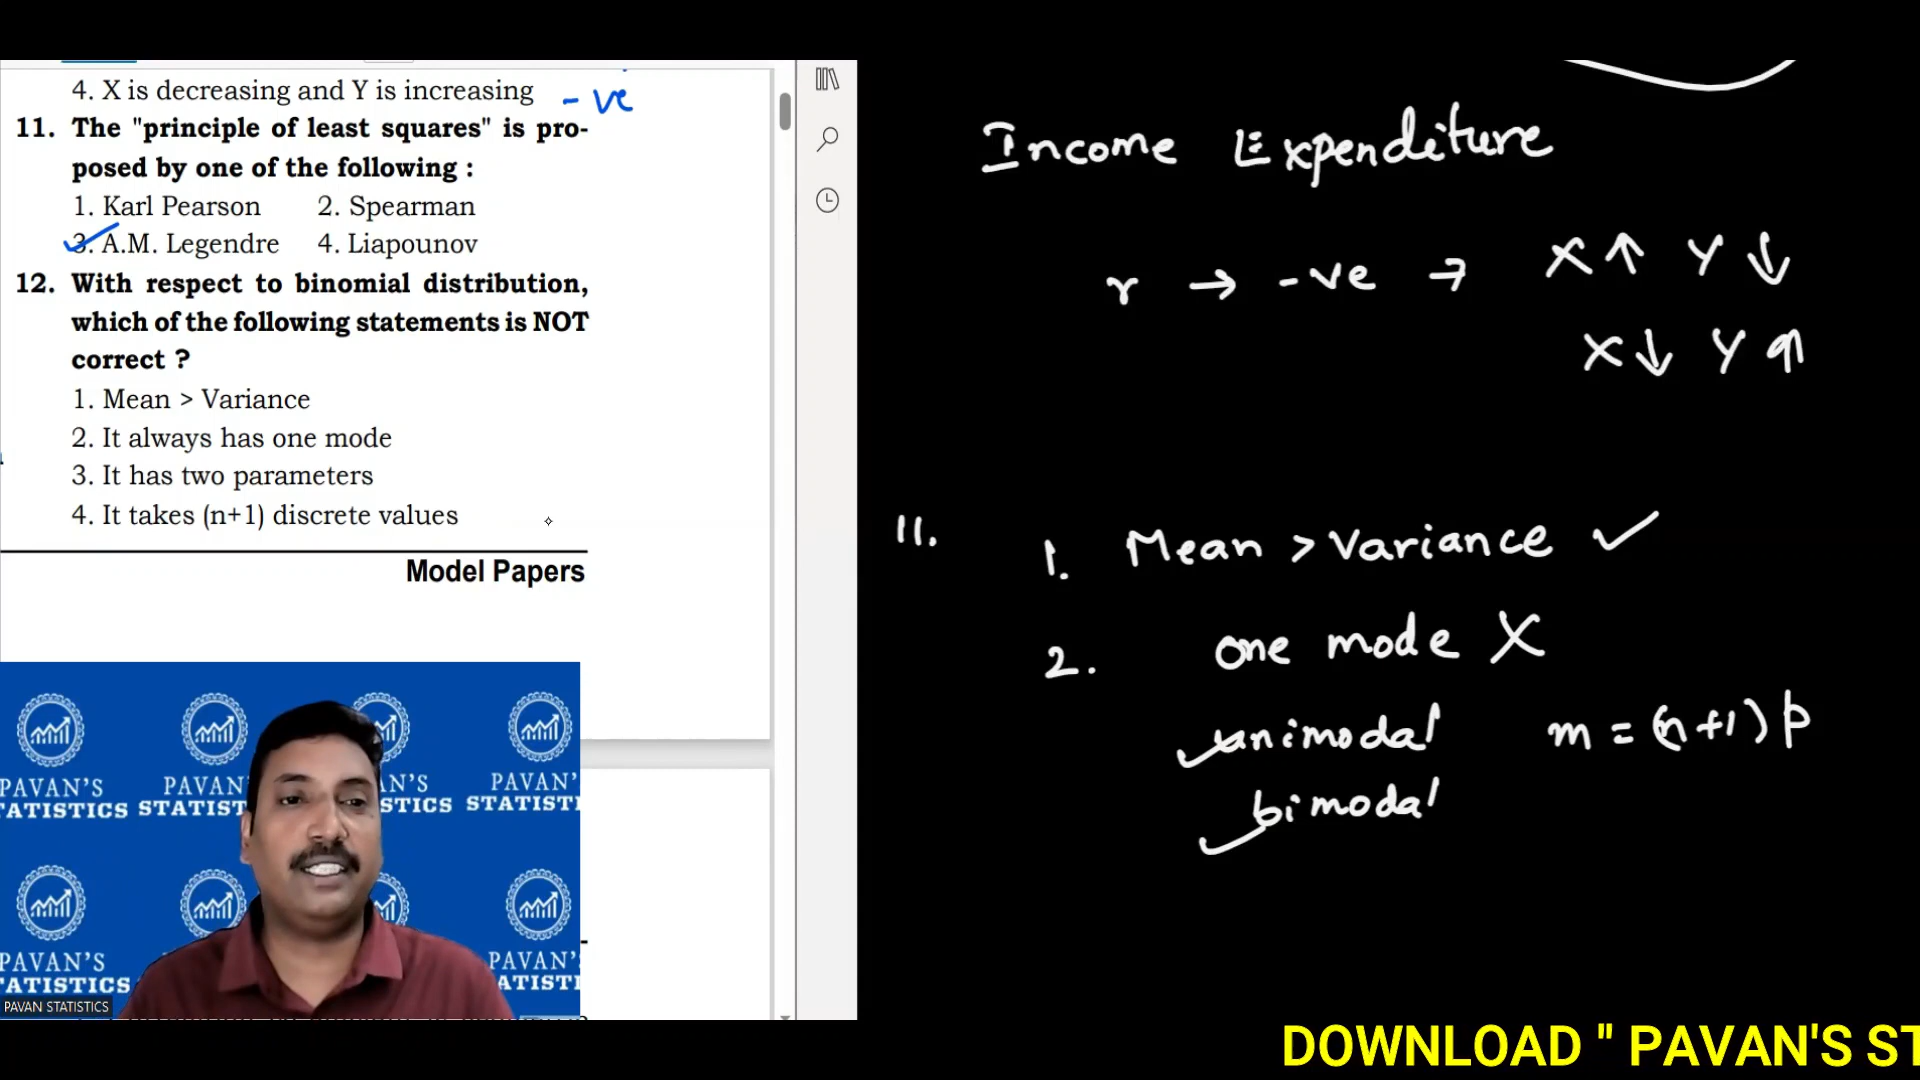 4. X is decreasing and Y is increasing - ve
11. The "principle of least squares" is pro-
posed by one of the following :
1. Karl Pearson 2. Spearman
3. A.M. Legendre 4. Liapounov
12. With respect to binomial distribution,
which of the following statements is NOT
correct ?
1. Mean > Variance
2. It always has one mode
3. It has two parameters
4. It takes (n+1) discrete values
Model Papers
PAVAN'S STATISTICS
PAVAN STATISTICS
Income Expenditure
r → -ve → X ↑ Y ↓
X ↓ Y ↑
11.
1. Mean > Variance ✓
2. one mode X
unimodal m = (n+1) p
bimodal
DOWNLOAD " PAVAN'S ST